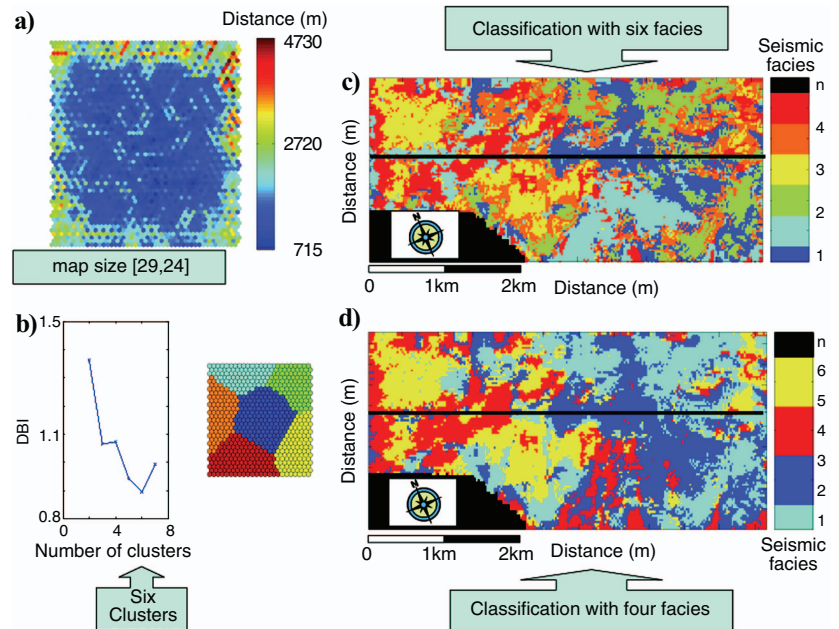 a)
Distance (m)
4730
2720
715
map size [29,24]
Classification with six facies
c)
Seismic
facies
n
5
4
3
2
1
Distance (m)
N
0
1km
2km
Distance (m)
b)
1.5
1.1
0.8
DBI
0
4
8
Number of clusters
Six
Clusters
d)
n
6
5
4
3
2
1
Seismic
facies
Distance (m)
N
0
1km
2km
Distance (m)
Classification with four facies